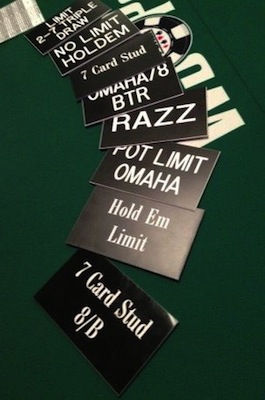 LIMIT
2-7 TRIPLE
DRAW
NO LIMIT
HOLDEM
7 Card Stud
OMAHA/8
BTR
RAZZ
POT LIMIT
OMAHA
Hold Em
Limit
7 Card Stud
8/B